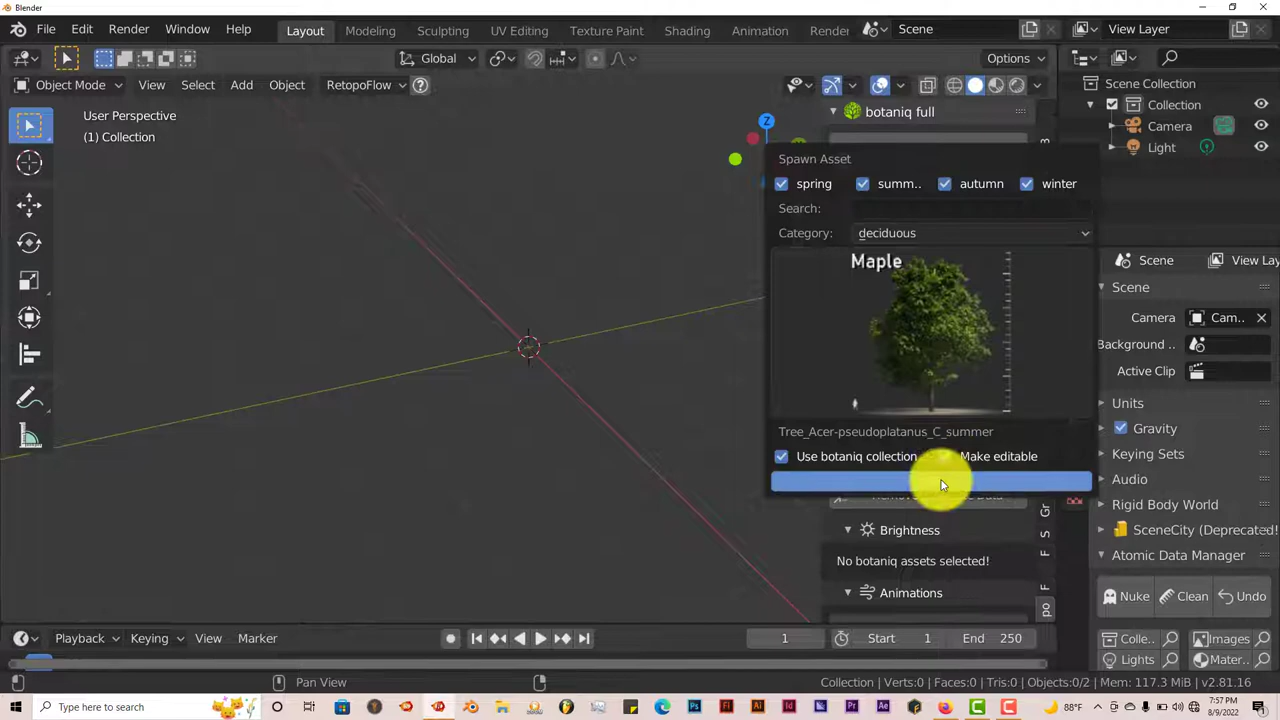 Blender
File Edit Render Window Help Layout Modeling Sculpting UV Editing Texture Paint Shading Animation Scene View Layer
Global Options
Object Mode View Select Add Object RetopoFlow ? botaniq full Scene Collection
User Perspective
(1) Collection
Z
Collection
Camera
Light
Spawn Asset
spring summ.. autumn winter
Search:
Category: deciduous
Maple
Tree_Acer-pseudoplatanus_C_summer
Use botaniq collection Make editable
Brightness
No botaniq assets selected!
Animations
Gr
S
F
F
po
Scene View Lay
Scene
Camera Cam..
Background ..
Active Clip
Units
Gravity
Keying Sets
Audio
Rigid Body World
SceneCity (Deprecated!
Atomic Data Manager
Nuke Clean Undo
Colle.. Images
Lights Mater..
Playback Keying View Marker 1 Start 1 End 250
Pan View Collection | Verts:0 | Faces:0 | Tris:0 | Objects:0/2 | Mem: 117.3 MiB | v2.81.16
Type here to search 88°F 7:57 PM
8/9/2022